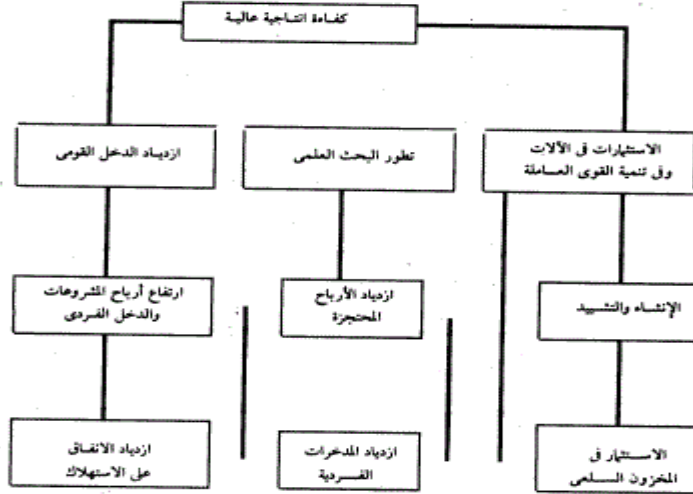 كفاءة انتاجية عالية
الاستثمارات فى الآلات
وفى تنمية القوى العاملة
تطور البحث العلمى
ازدياد الدخل القومى
الإنشاء والتشييد
ازدياد الأرباح
المحتجزة
ارتفاع أرباح المشروعات
والدخل الفردى
الاستثمار فى
المخزون السلعى
ازدياد المدخرات
الفردية
ازدياد الانفاق
على الاستهلاك